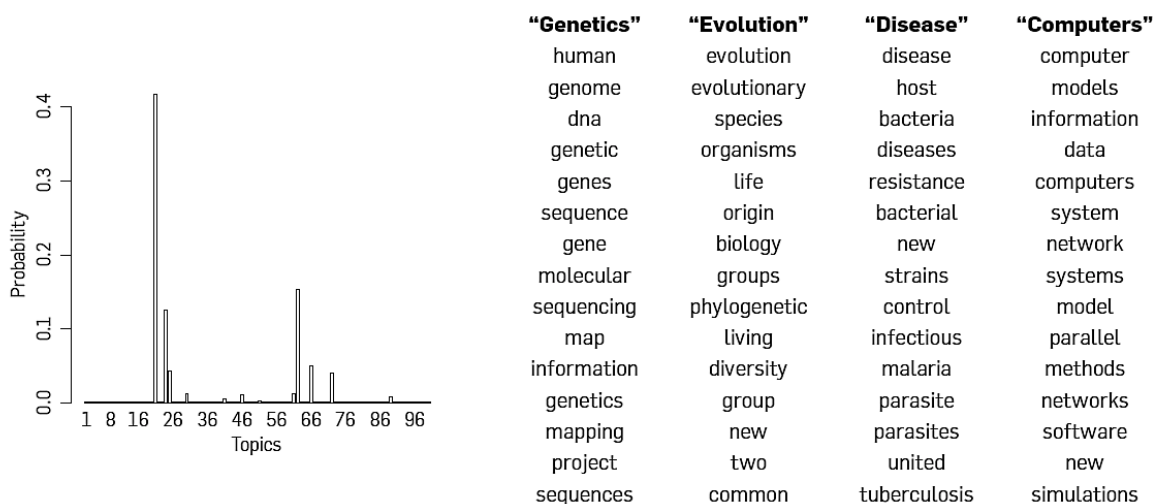 0.4
0.3
0.2
0.1
0.0
Probability
1 8 16 26 36 46 56 66 76 86 96
Topics
“Genetics” “Evolution” “Disease” “Computers”
human evolution disease computer
genome evolutionary host models
dna species bacteria information
genetic organisms diseases data
genes life resistance computers
sequence origin bacterial system
gene biology new network
molecular groups strains systems
sequencing phylogenetic control model
map living infectious parallel
information diversity malaria methods
genetics group parasite networks
mapping new parasites software
project two united new
sequences common tuberculosis simulations